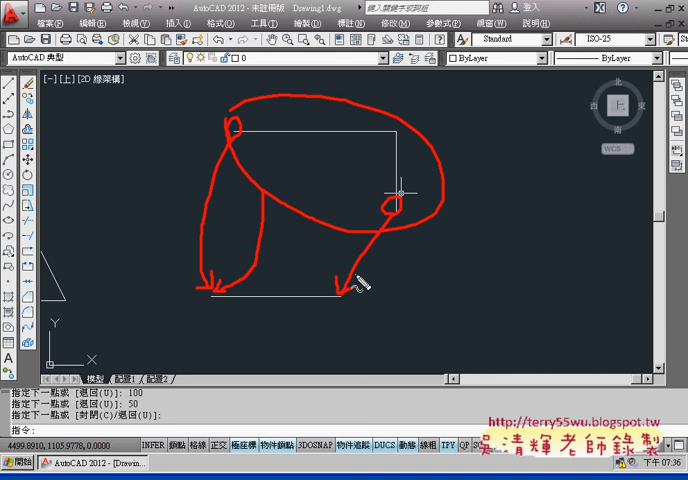 AutoCAD 2012 - 未註冊版 Drawing1.dwg
鍵入關鍵字或片語
登入
檔案(F) 編輯(E) 檢視(V) 插入(I) 格式(O) 工具(T) 繪製(D) 標註(N) 修改(M) 參數式(P) 視窗(W) 說明(H)
Standard ISO-25
AutoCAD 典型 0 ByLayer ByLayer
[-] [上] [2D 線架構]
北
西 上 東
南
WCS
Y
X
模型 配置1 配置2
指定下一點或 [退回(U)]: 100
指定下一點或 [退回(U)]: 50
指定下一點或 [封閉(C)/退回(U)]:
指令:
http://terry55wu.blogspot.tw
吳清輝老師錄製
4499.8910, 1105.9778, 0.0000 INFER 鎖點 格線 正交 極座標 物件鎖點 3DOSNAP 物件追蹤 DUCS 動態 線粗 TPY QP
開始 AutoCAD 2012 - [Drawin... 下午 07:36